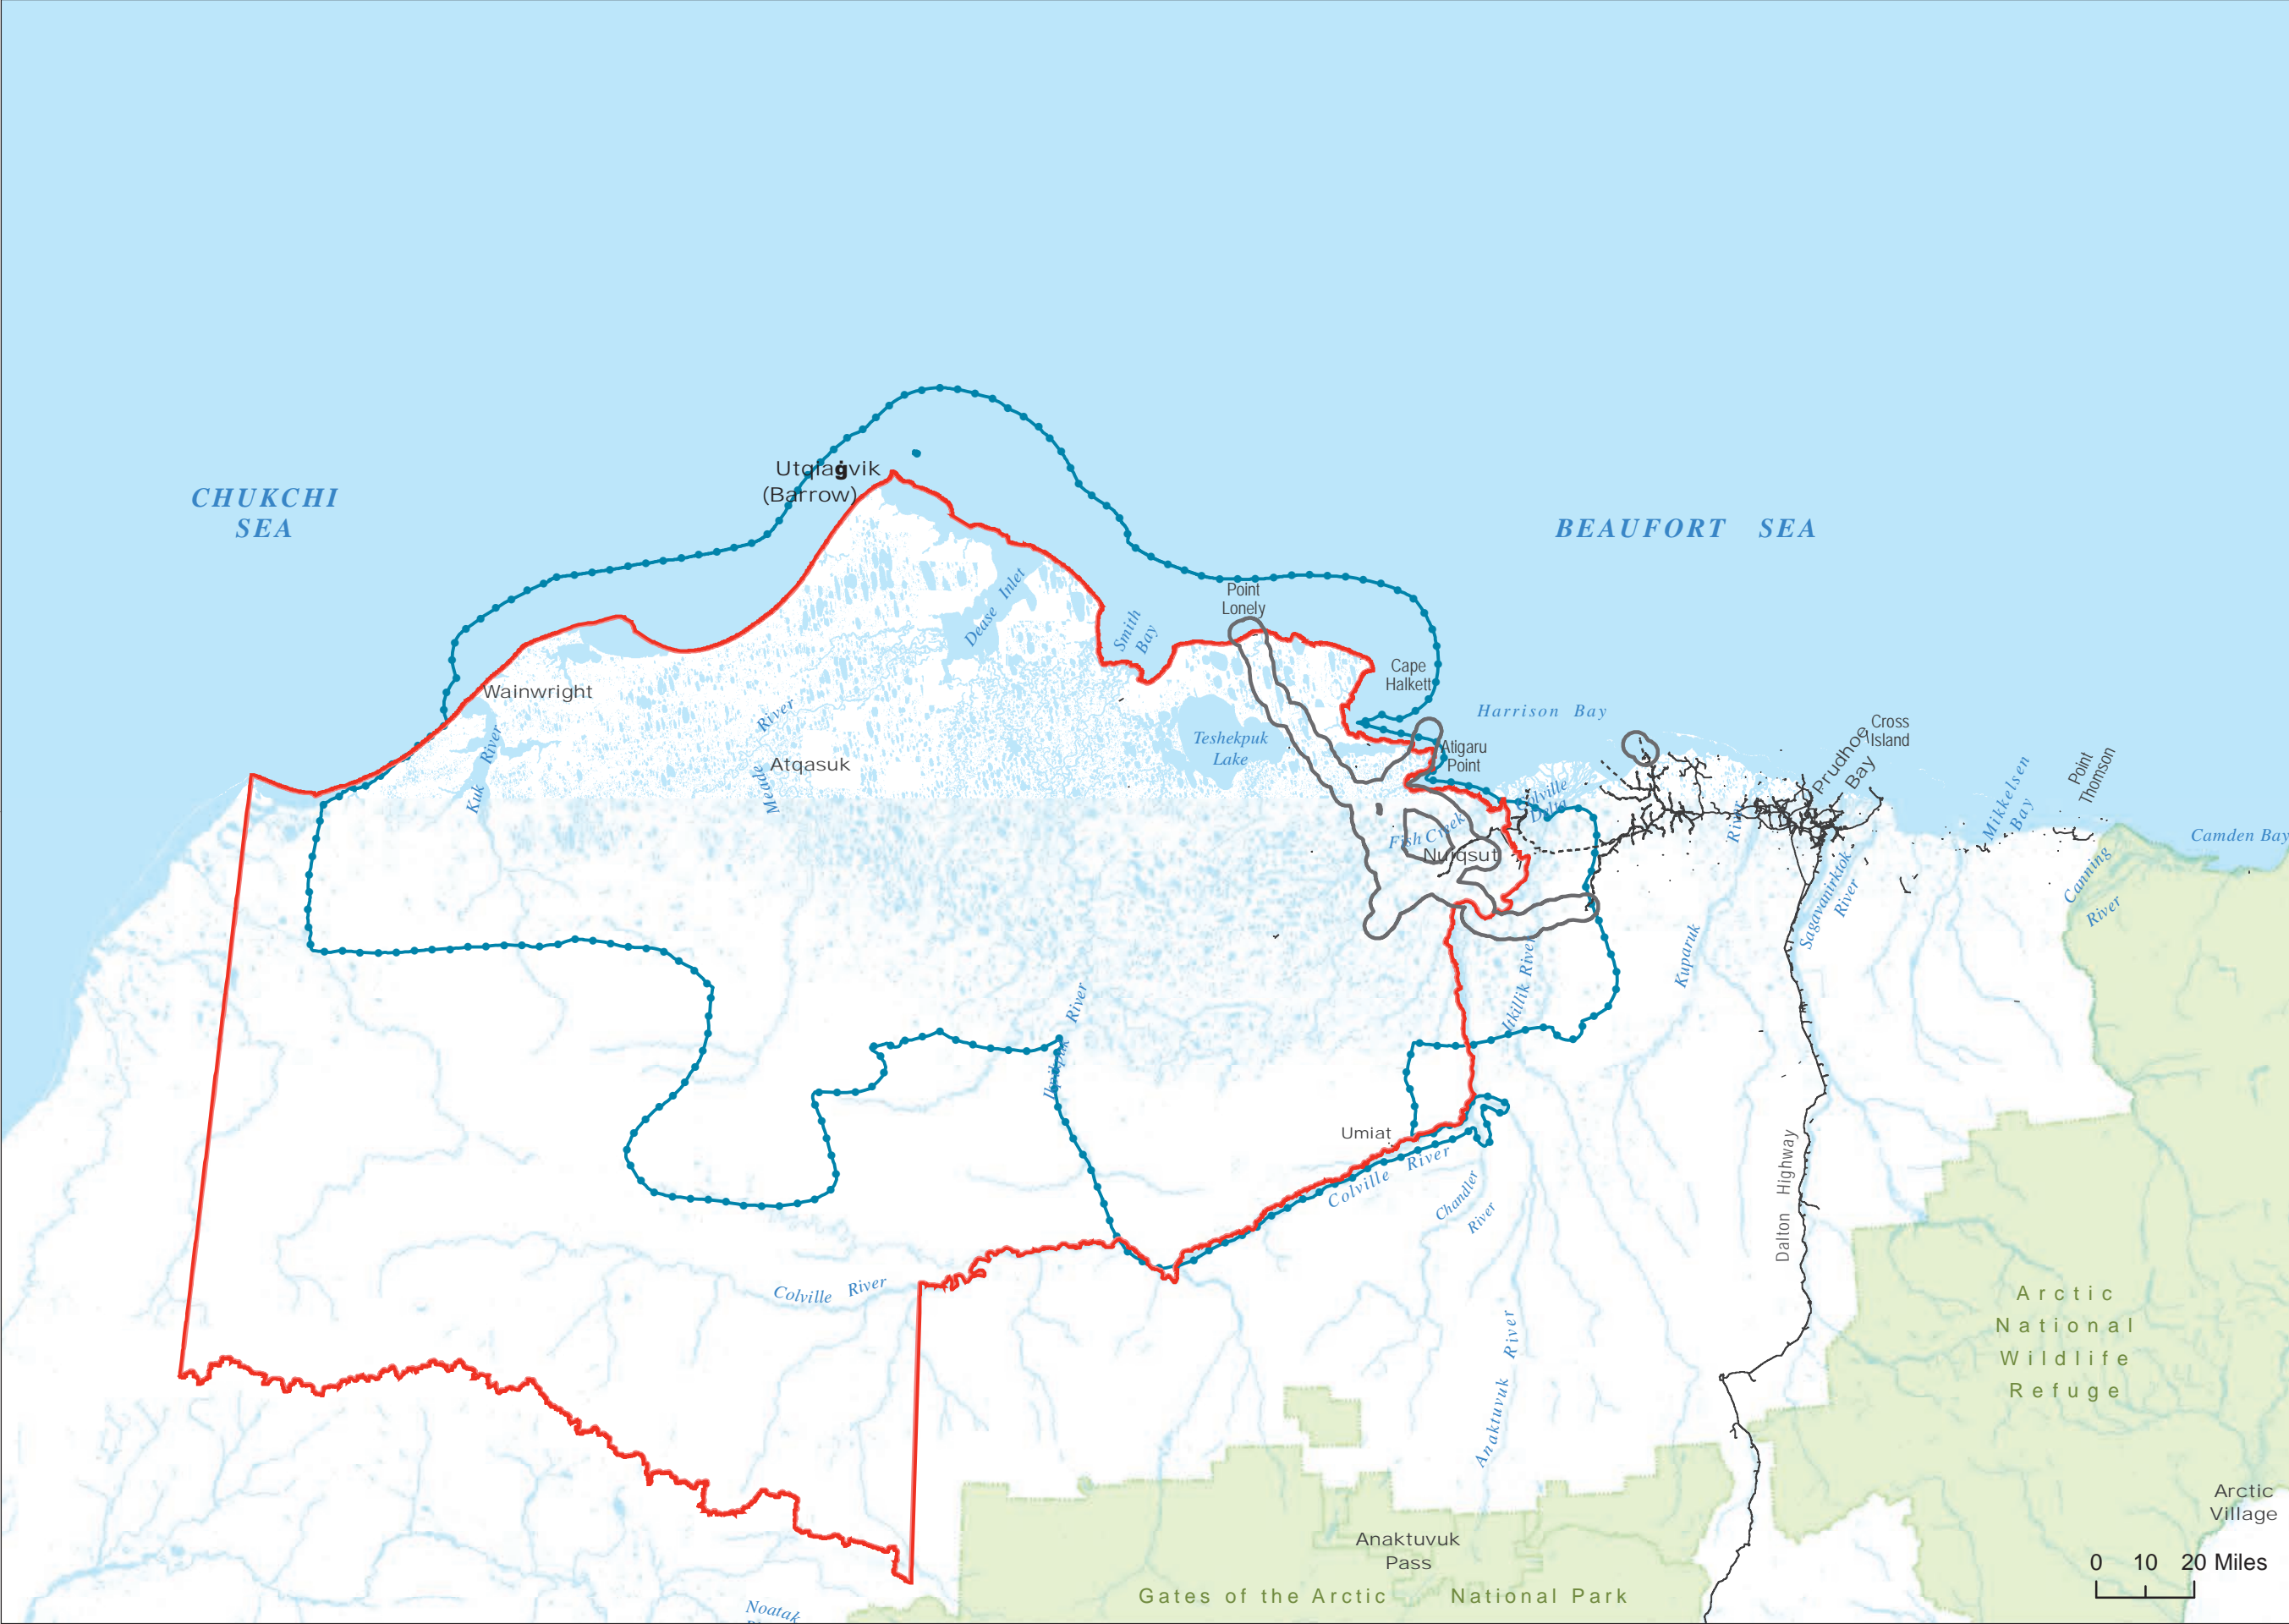 Utqiaġvik
(Barrow)
CHUKCHI
SEA
BEAUFORT SEA
Dease Inlet
Smith
Bay
Point
Lonely
Cape
Halkett
Wainwright
Kuk River
Meade River
Atqasuk
Teshekpuk
Lake
Harrison Bay
Atigaru
Point
Colville
Delta
Fish Creek
Nuiqsut
Prudhoe
Bay
Cross
Island
Mikkelsen
Bay
Point
Thomson
Camden Bay
Canning
River
Sagavanirktok
River
River
Kuparuk
Itkillik River
Ikpikpuk River
Umiat
Colville River
Chandler
River
Dalton Highway
Colville River
Anaktuvuk River
Arctic
National
Wildlife
Refuge
Arctic
Village
Anaktuvuk
Pass
Gates of the Arctic National Park
Noatak
0 10 20 Miles